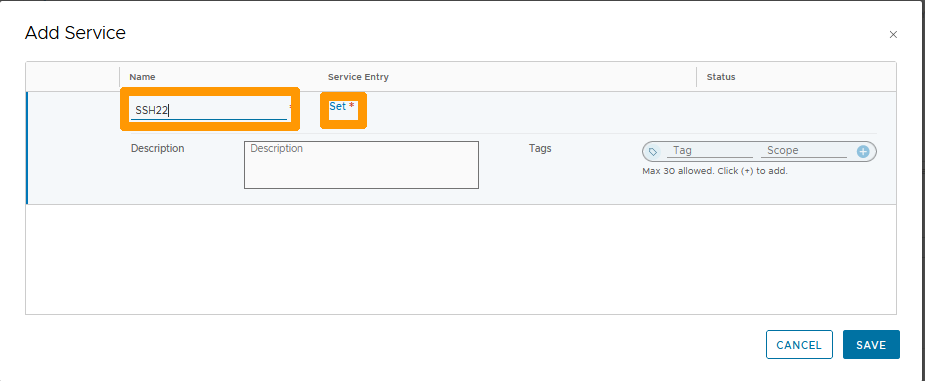 Add Service
×
Name Service Entry Status
SSH22 * Set *
Description Description Tags Tag Scope
Max 30 allowed. Click (+) to add.
CANCEL SAVE